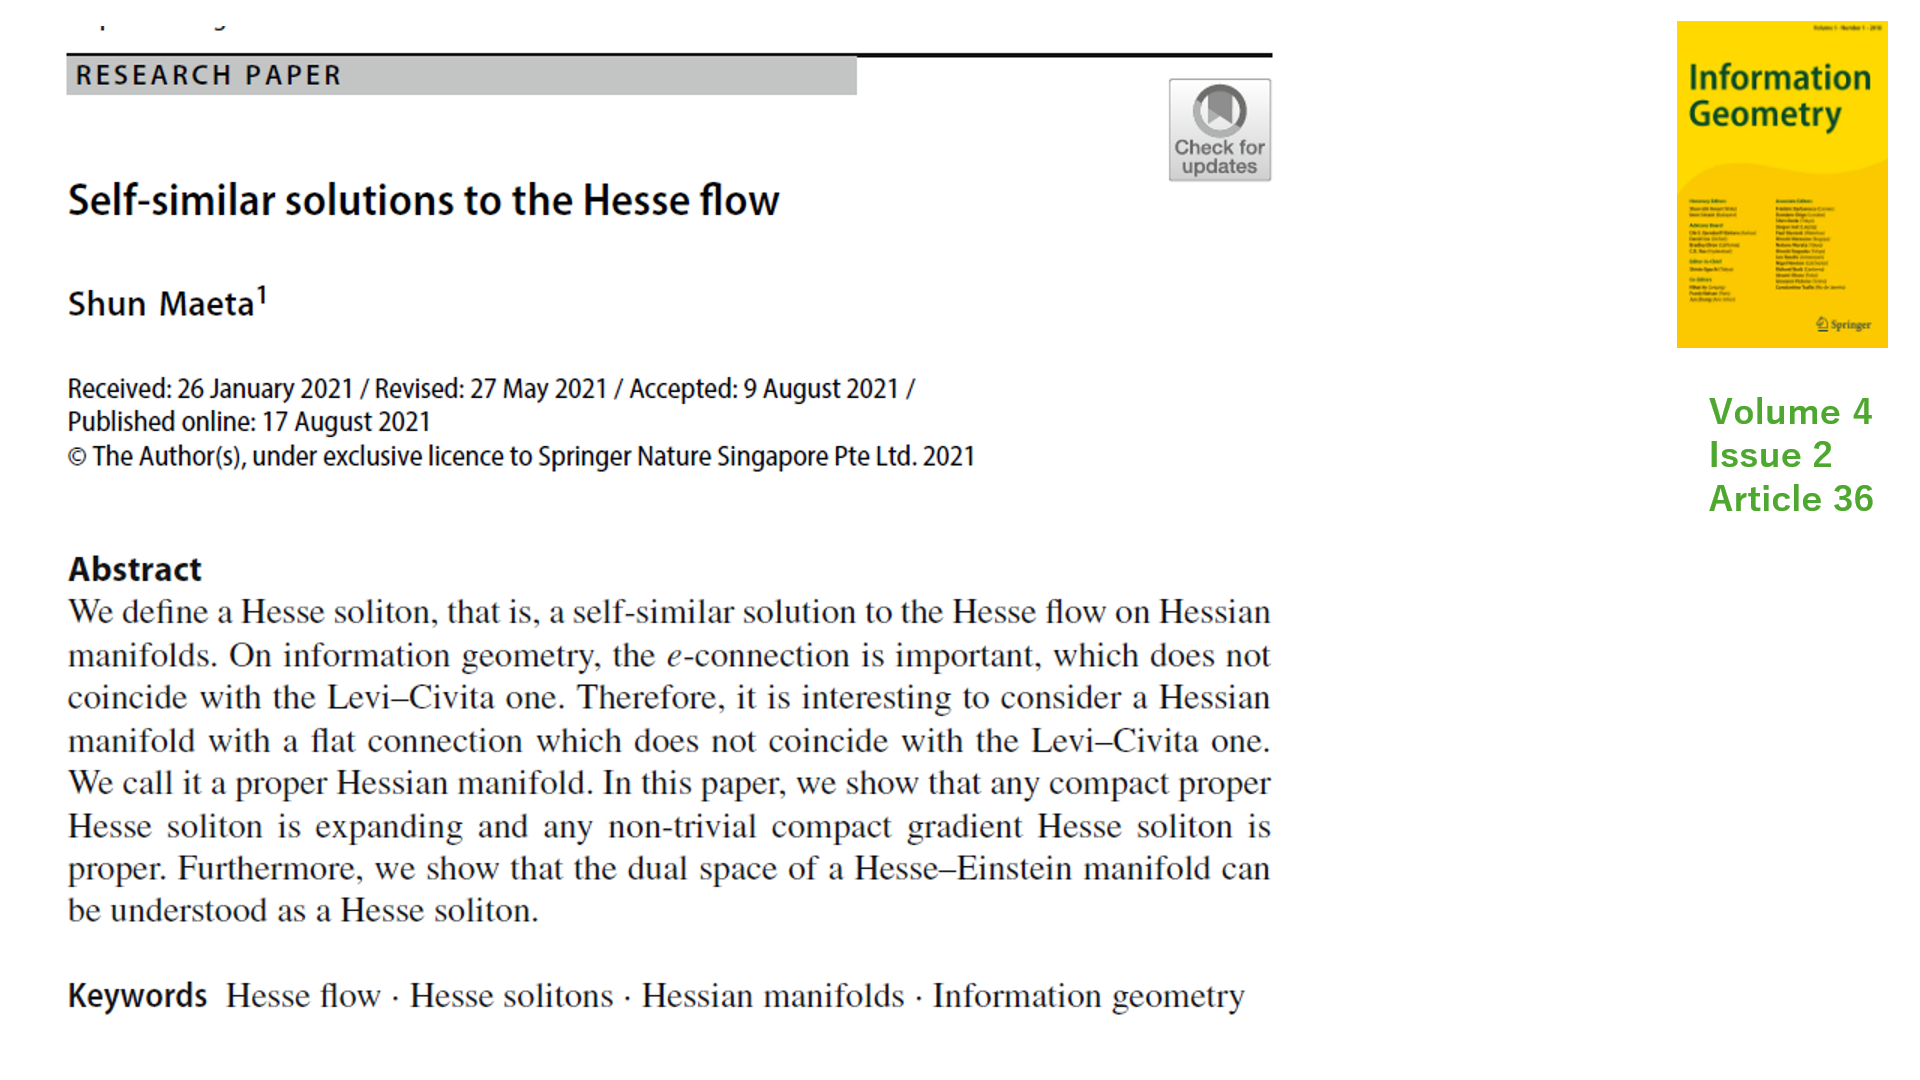 RESEARCH PAPER
Check for
updates
Self-similar solutions to the Hesse flow
Shun Maeta1
Received: 26 January 2021 / Revised: 27 May 2021 / Accepted: 9 August 2021 /
Published online: 17 August 2021
© The Author(s), under exclusive licence to Springer Nature Singapore Pte Ltd. 2021
Abstract
We define a Hesse soliton, that is, a self-similar solution to the Hesse flow on Hessian
manifolds. On information geometry, the e-connection is important, which does not
coincide with the Levi–Civita one. Therefore, it is interesting to consider a Hessian
manifold with a flat connection which does not coincide with the Levi–Civita one.
We call it a proper Hessian manifold. In this paper, we show that any compact proper
Hesse soliton is expanding and any non-trivial compact gradient Hesse soliton is
proper. Furthermore, we show that the dual space of a Hesse–Einstein manifold can
be understood as a Hesse soliton.
Keywords Hesse flow · Hesse solitons · Hessian manifolds · Information geometry
Information
Geometry
Springer
Volume 4
Issue 2
Article 36